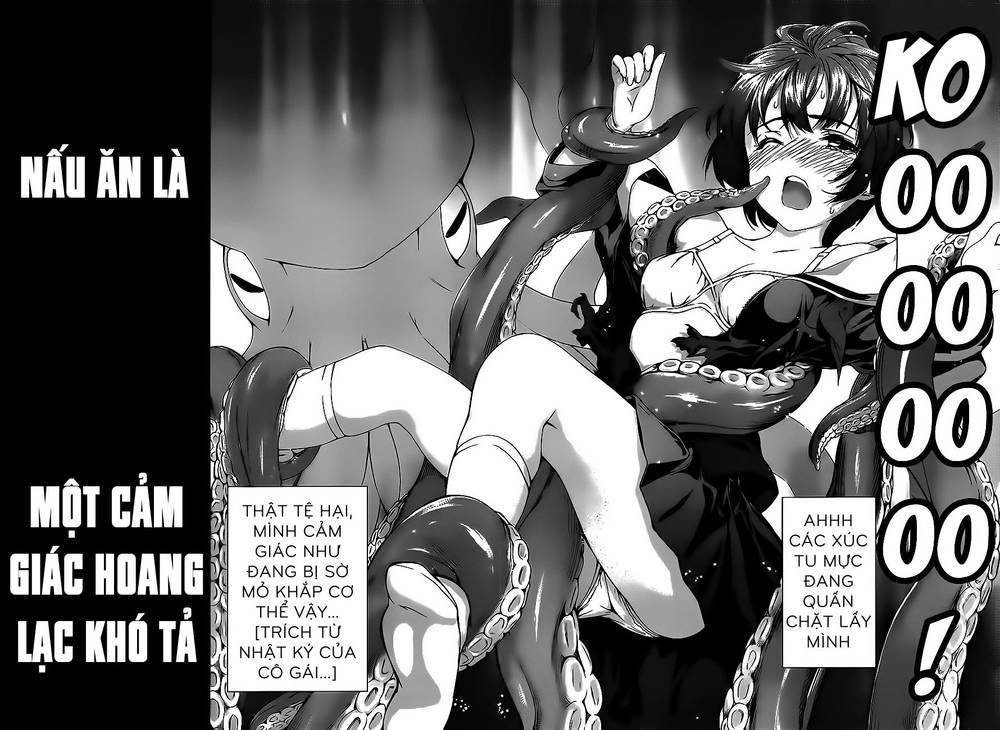 KO
OO
OO
OO
OO
!
AHHH
CÁC XÚC
TU MỰC
ĐANG
QUẤN
CHẶT LẤY
MÌNH
THẬT TỆ HẠI,
MÌNH CẢM
GIÁC NHƯ
ĐANG BỊ SỜ
MỎ KHẮP CƠ
THỂ VẬY...
[TRÍCH TỪ
NHẬT KÝ CỦA
CÔ GÁI...]
NẤU ĂN LÀ
MỘT CẢM
GIÁC HOANG
LẠC KHÓ TẢ